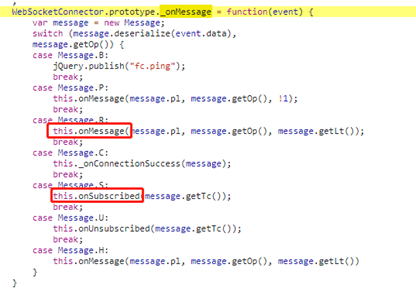 WebSocketConnector.prototype._onMessage = function(event) {
var message = new Message;
switch (message.deserialize(event.data),
message.getOp()) {
case Message.B:
jQuery.publish("fc.ping");
break;
case Message.P:
this.onMessage(message.pl, message.getOp(), !1);
break;
case Message.R:
this.onMessage(message.pl, message.getOp(), message.getLt());
break;
case Message.C:
this._onConnectionSuccess(message);
break;
case Message.S:
this.onSubscribed(message.getTc());
break;
case Message.U:
this.onUnsubscribed(message.getTc());
break;
case Message.H:
this.onMessage(message.pl, message.getOp(), message.getLt())
}
}